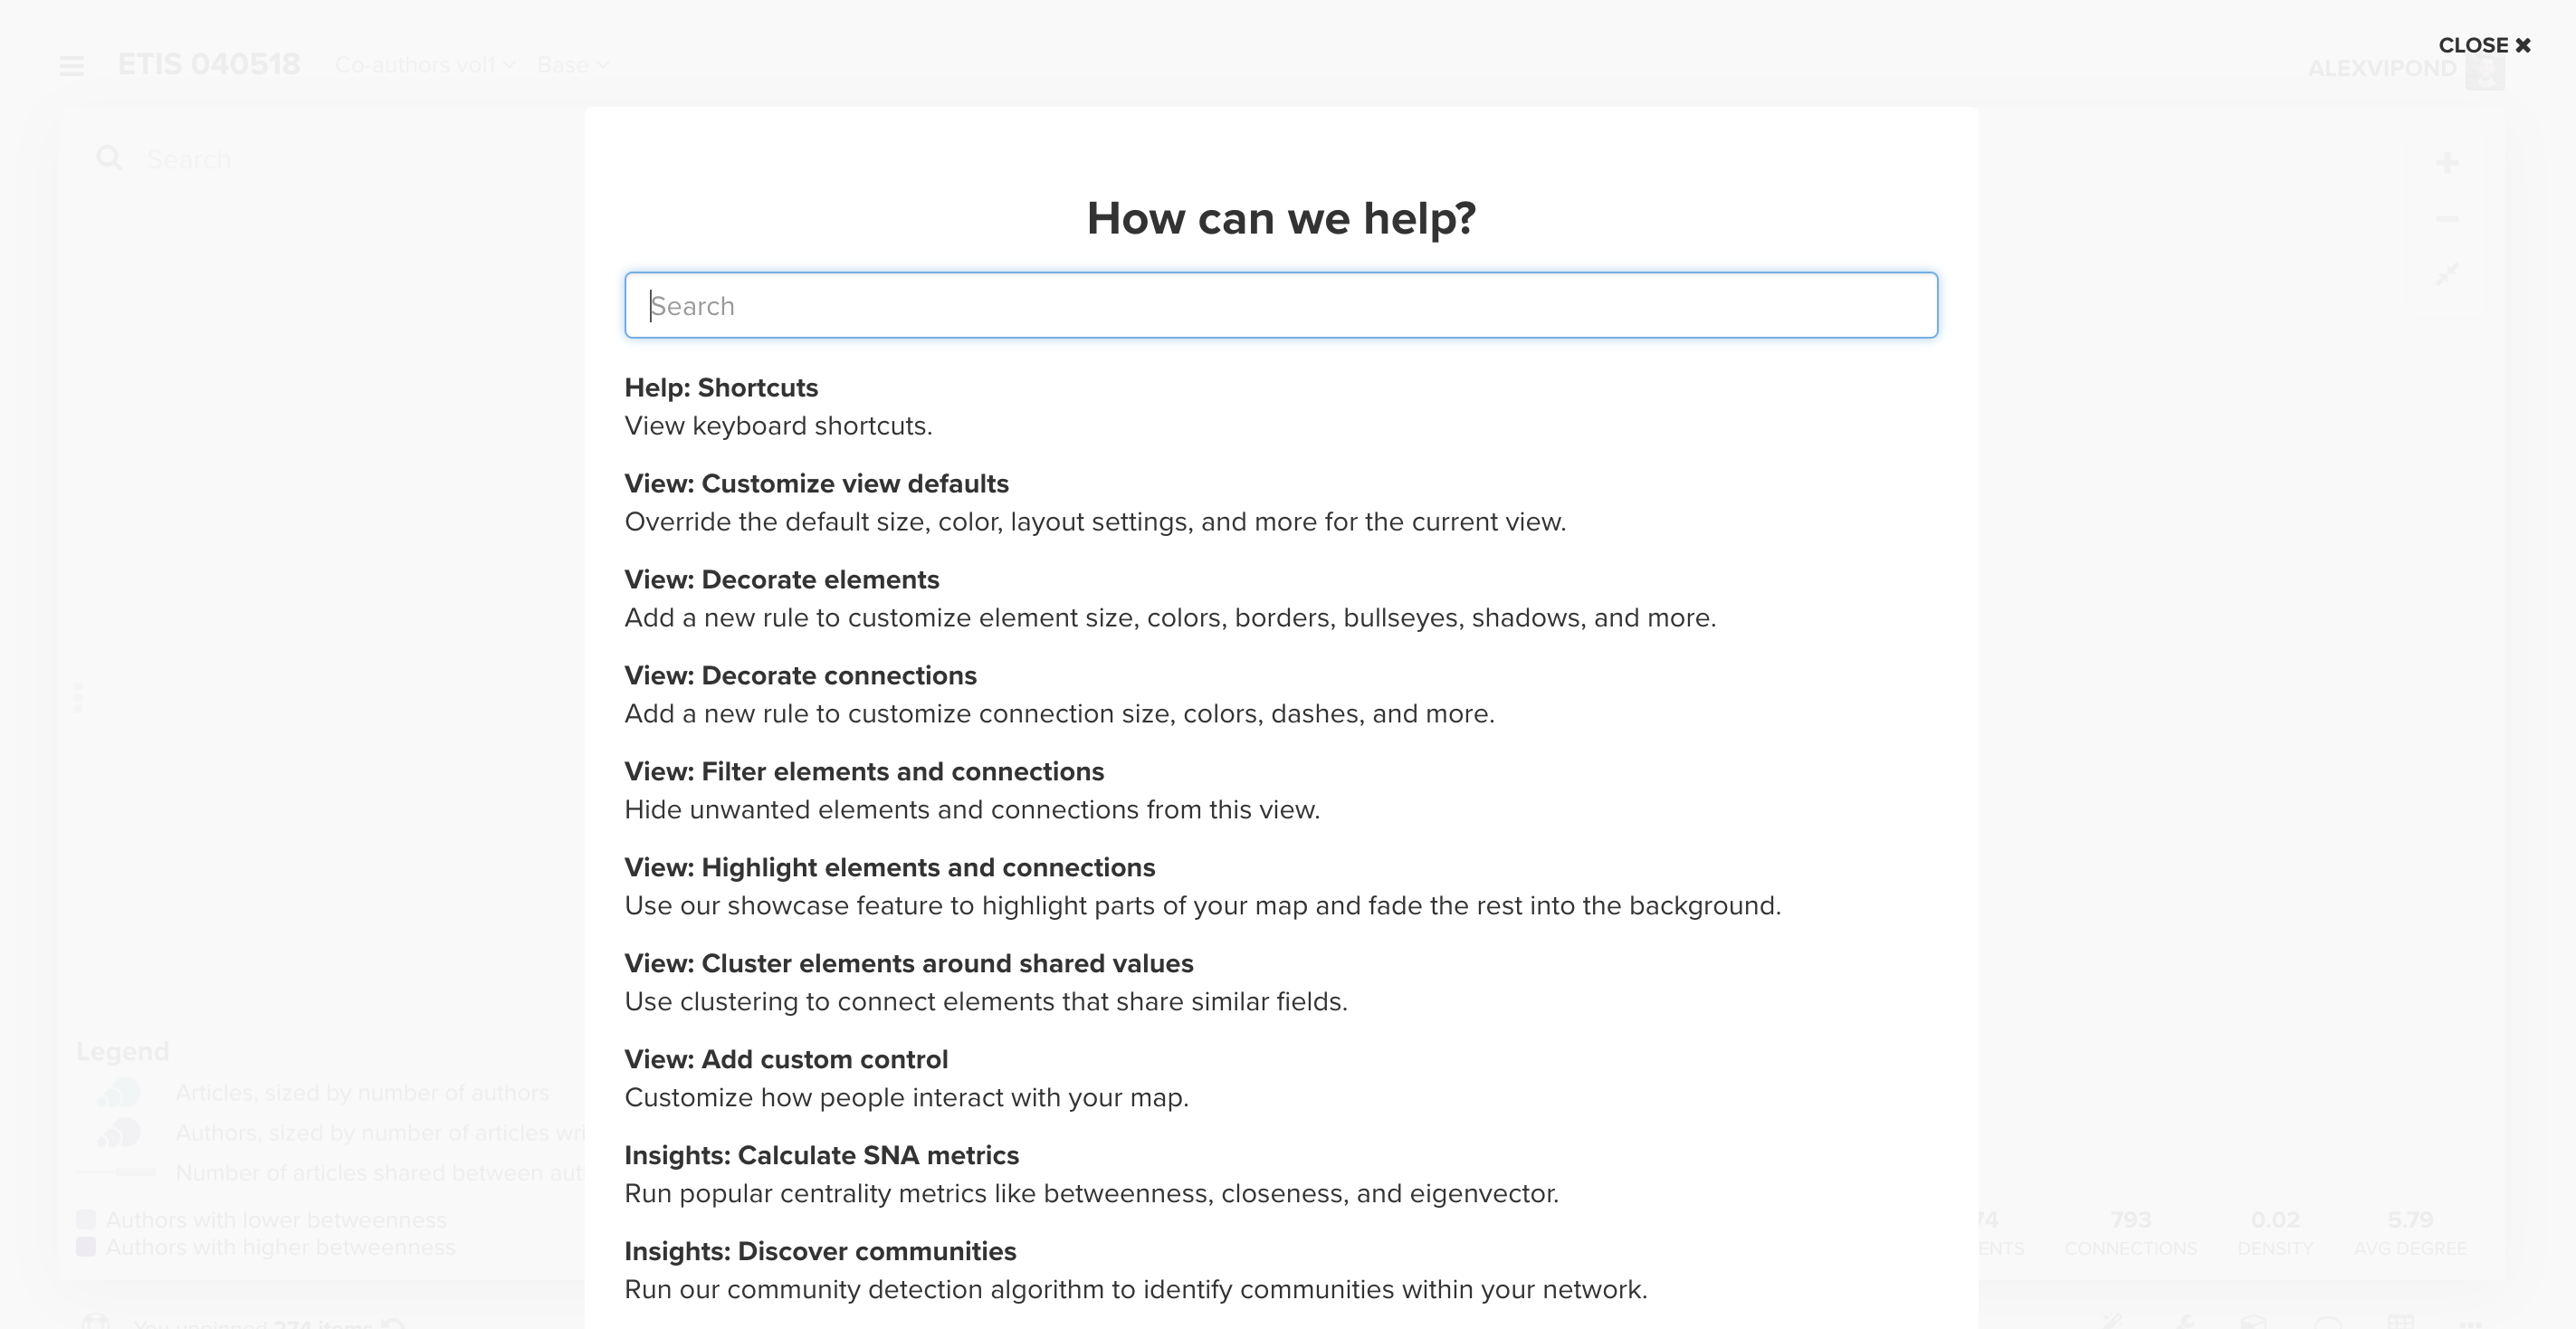 CLOSE ✖
ETIS 040518 Co-authors vol1 Base
ALEXVIPOND
Search
How can we help?
Search
Help: Shortcuts
View keyboard shortcuts.
View: Customize view defaults
Override the default size, color, layout settings, and more for the current view.
View: Decorate elements
Add a new rule to customize element size, colors, borders, bullseyes, shadows, and more.
View: Decorate connections
Add a new rule to customize connection size, colors, dashes, and more.
View: Filter elements and connections
Hide unwanted elements and connections from this view.
View: Highlight elements and connections
Use our showcase feature to highlight parts of your map and fade the rest into the background.
View: Cluster elements around shared values
Use clustering to connect elements that share similar fields.
View: Add custom control
Customize how people interact with your map.
Insights: Calculate SNA metrics
Run popular centrality metrics like betweenness, closeness, and eigenvector.
Insights: Discover communities
Run our community detection algorithm to identify communities within your network.
Legend
Articles, sized by number of authors
Authors, sized by number of articles
Number of articles shared between
Authors with lower betweenness
Authors with higher betweenness
74 793 0.02 5.79
ENTS CONNECTIONS DENSITY AVG DEGREE
You unpinned 274 items